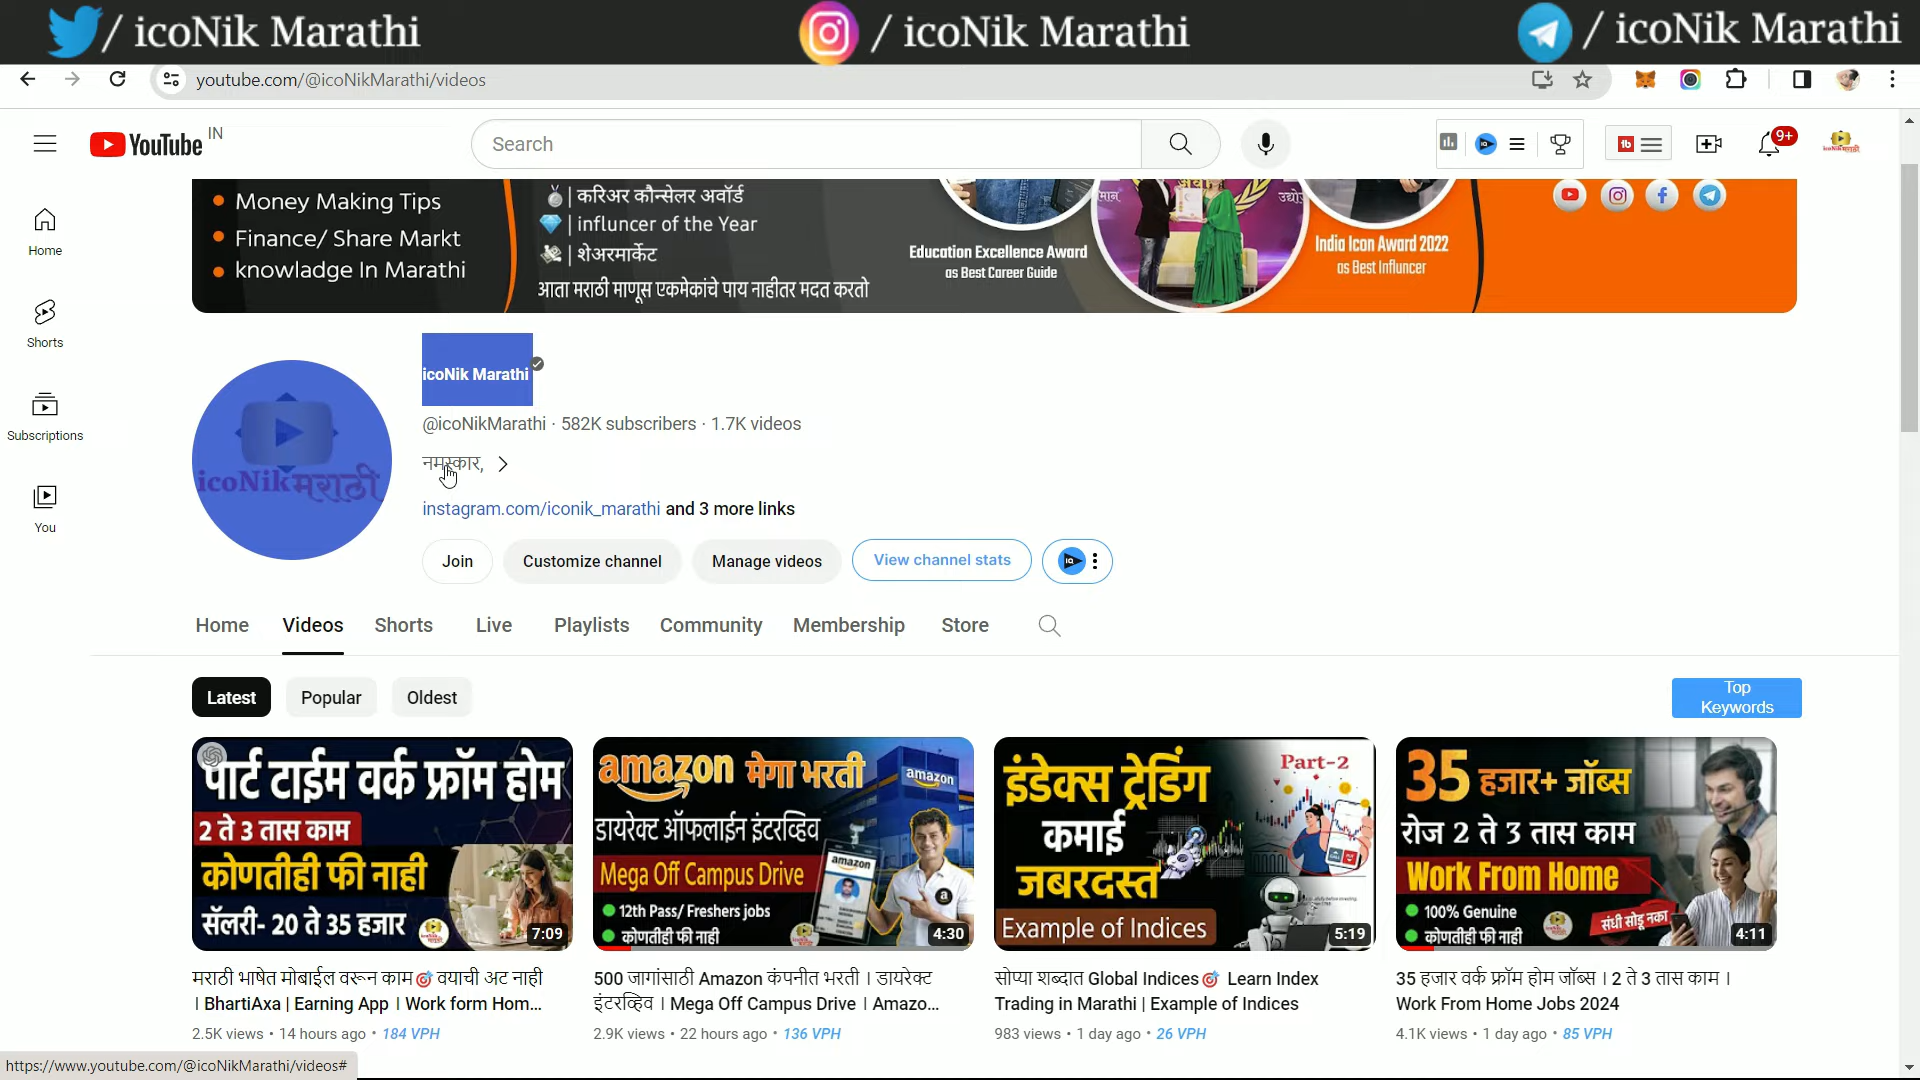 / icoNik Marathi
/ icoNik Marathi
/ icoNik Marathi
youtube.com/@icoNikMarathi/videos
YouTube IN
Search
9+
Money Making Tips
Finance/ Share Markt
knowladge In Marathi
| करिअर कौन्सेलर अवॉर्ड
| influncer of the Year
| शेअरमार्केट
आता मराठी माणूस एकमेकांचे पाय नाहीतर मदत करतो
Education Excellence Award
as Best Career Guide
India Icon Award 2022
as Best Influencer
Home
Shorts
Subscriptions
You
icoNik मराठी
icoNik Marathi
@icoNikMarathi · 582K subscribers · 1.7K videos
नमस्कार,
instagram.com/iconik_marathi and 3 more links
Join
Customize channel
Manage videos
View channel stats
Home
Videos
Shorts
Live
Playlists
Community
Membership
Store
Latest
Popular
Oldest
Top
Keywords
पार्ट टाईम वर्क फ्रॉम होम
2 ते 3 तास काम
कोणतीही फी नाही
सॅलरी- 20 ते 35 हजार
7:09
amazon मेगा भरती
amazon
डायरेक्ट ऑफलाईन इंटरव्हिव
amazon
Mega Off Campus Drive
12th Pass/ Freshers jobs
कोणतीही फी नाही
4:30
Part-2
इंडेक्स ट्रेडिंग
कमाई
जबरदस्त
Example of Indices
5:19
35 हजार+ जॉब्स
रोज 2 ते 3 तास काम
Work From Home
100% Genuine
कोणतीही फी नाही
संधी सोडू नका
4:11
मराठी भाषेत मोबाईल वरून काम🎯 वयाची अट नाही
। BhartiAxa | Earning App । Work form Hom...
2.5K views • 14 hours ago • 184 VPH
500 जागांसाठी Amazon कंपनीत भरती । डायरेक्ट
इंटरव्हिव । Mega Off Campus Drive । Amazo...
2.9K views • 22 hours ago • 136 VPH
सोप्या शब्दात Global Indices🎯 Learn Index
Trading in Marathi | Example of Indices
983 views • 1 day ago • 26 VPH
35 हजार वर्क फ्रॉम होम जॉब्स । 2 ते 3 तास काम ।
Work From Home Jobs 2024
4.1K views • 1 day ago • 85 VPH
https://www.youtube.com/@icoNikMarathi/videos#